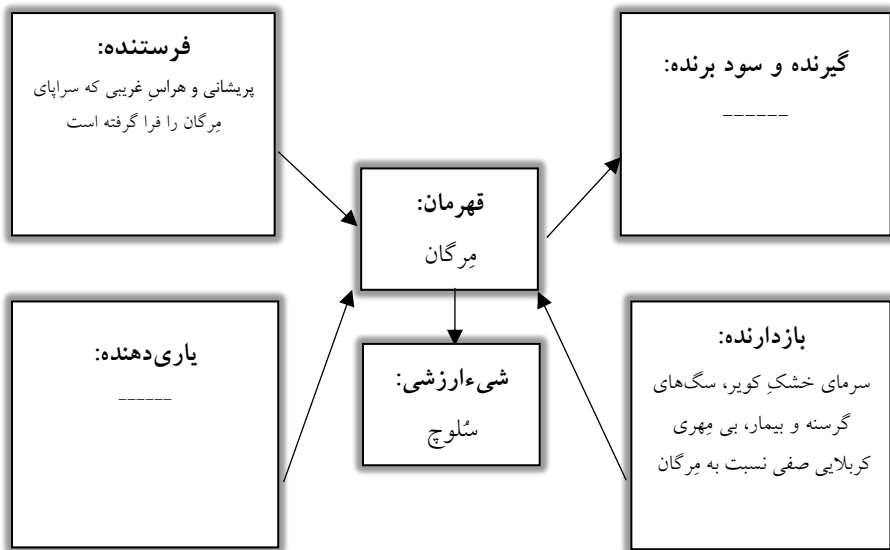 فرستنده:
پریشانی و هراسِ غریبی که سراپای
مِرگان را فرا گرفته است
گیرنده و سود برنده:
------
قهرمان:
مِرگان
یاری‌دهنده:
------
شیءارزشی:
سُلوچ
بازدارنده:
سرمای خشکِ کویر، سگ‌های
گرسنه و بیمار، بی مِهری
کربلایی صفی نسبت به مِرگان